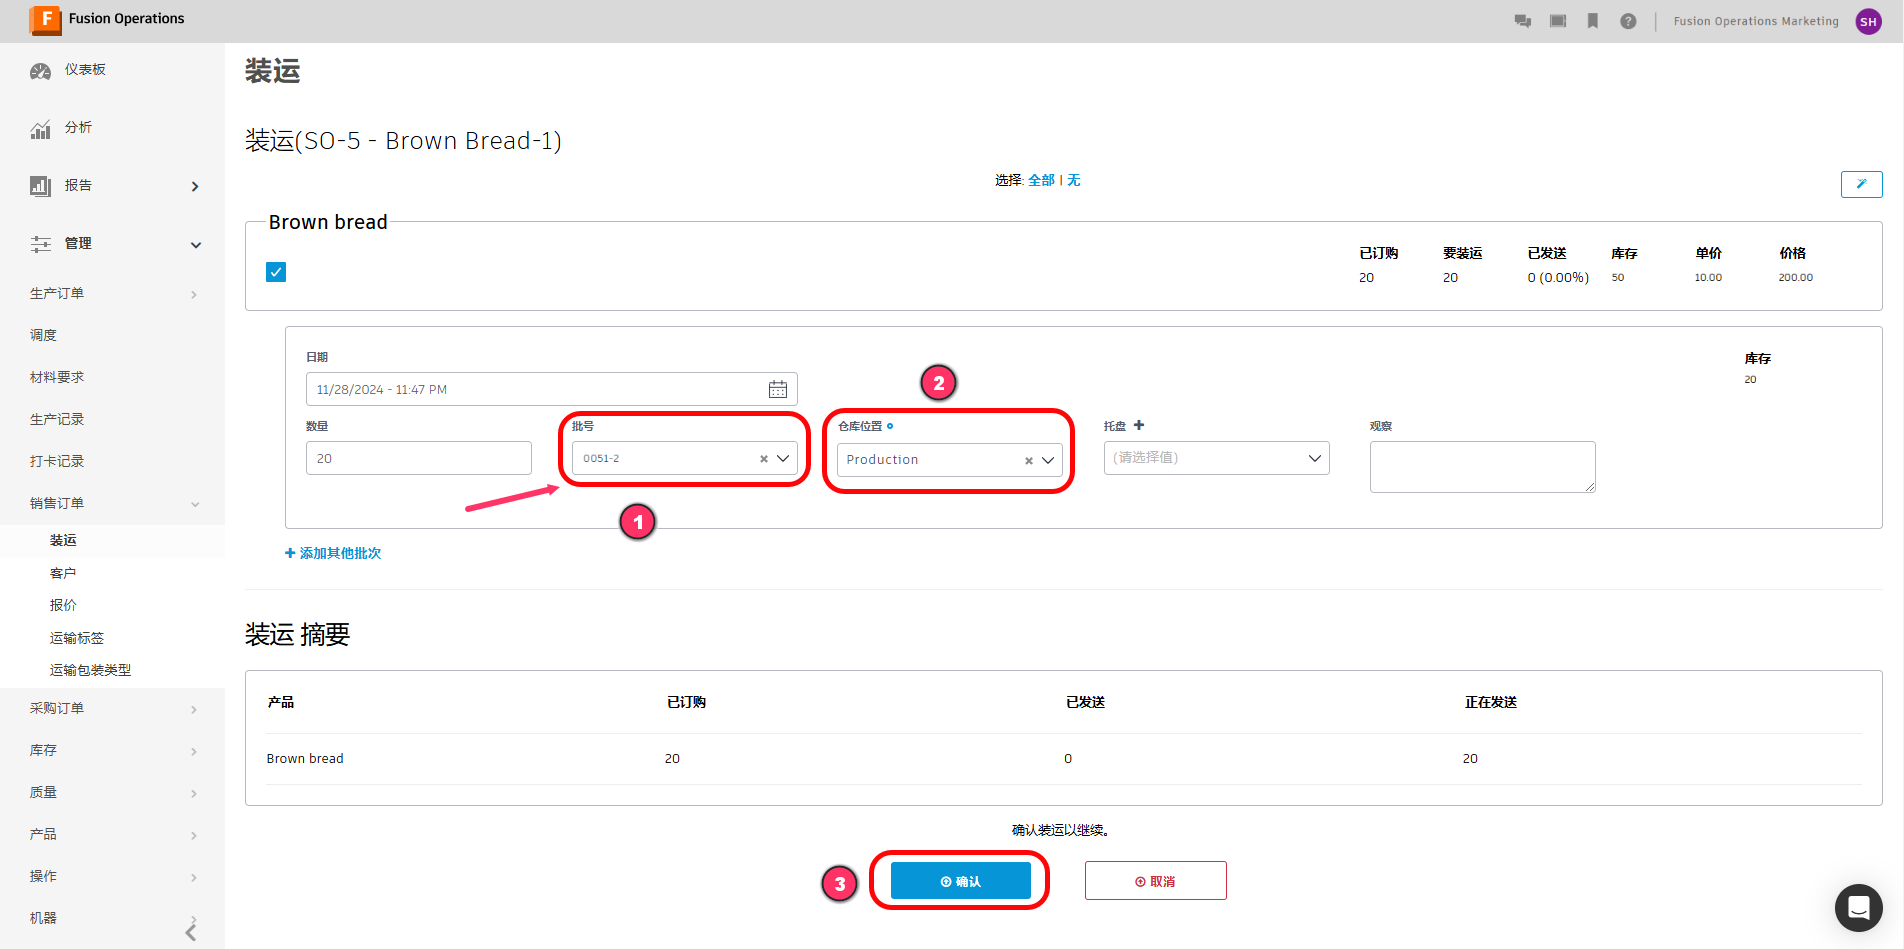 F Fusion Operations
Fusion Operations Marketing SH
仪表板
分析
报告
管理
生产订单
调度
材料要求
生产记录
打卡记录
销售订单
装运
客户
报价
运输标签
运输包装类型
采购订单
库存
质量
产品
操作
机器
装运
装运(SO-5 - Brown Bread-1)
选择: 全部 | 无
Brown bread
已订购 要装运 已发送 库存 单价 价格
20 20 0 (0.00%) 50 10.00 200.00
日期
11/28/2024 - 11:47 PM
库存
20
2
数量 批号 仓库位置 托盘 观察
20 0051-2 Production (请选择值)
1
添加其他批次
装运 摘要
产品 已订购 已发送 正在发送
Brown bread 20 0 20
确认装运以继续。
3 确认 取消